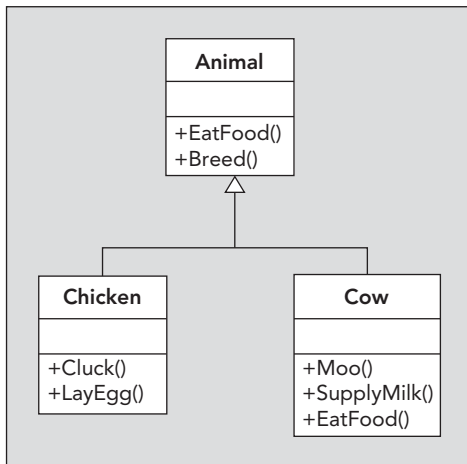 Animal
+EatFood()
+Breed()
Chicken
+Cluck()
+LayEgg()
Cow
+Moo()
+SupplyMilk()
+EatFood()